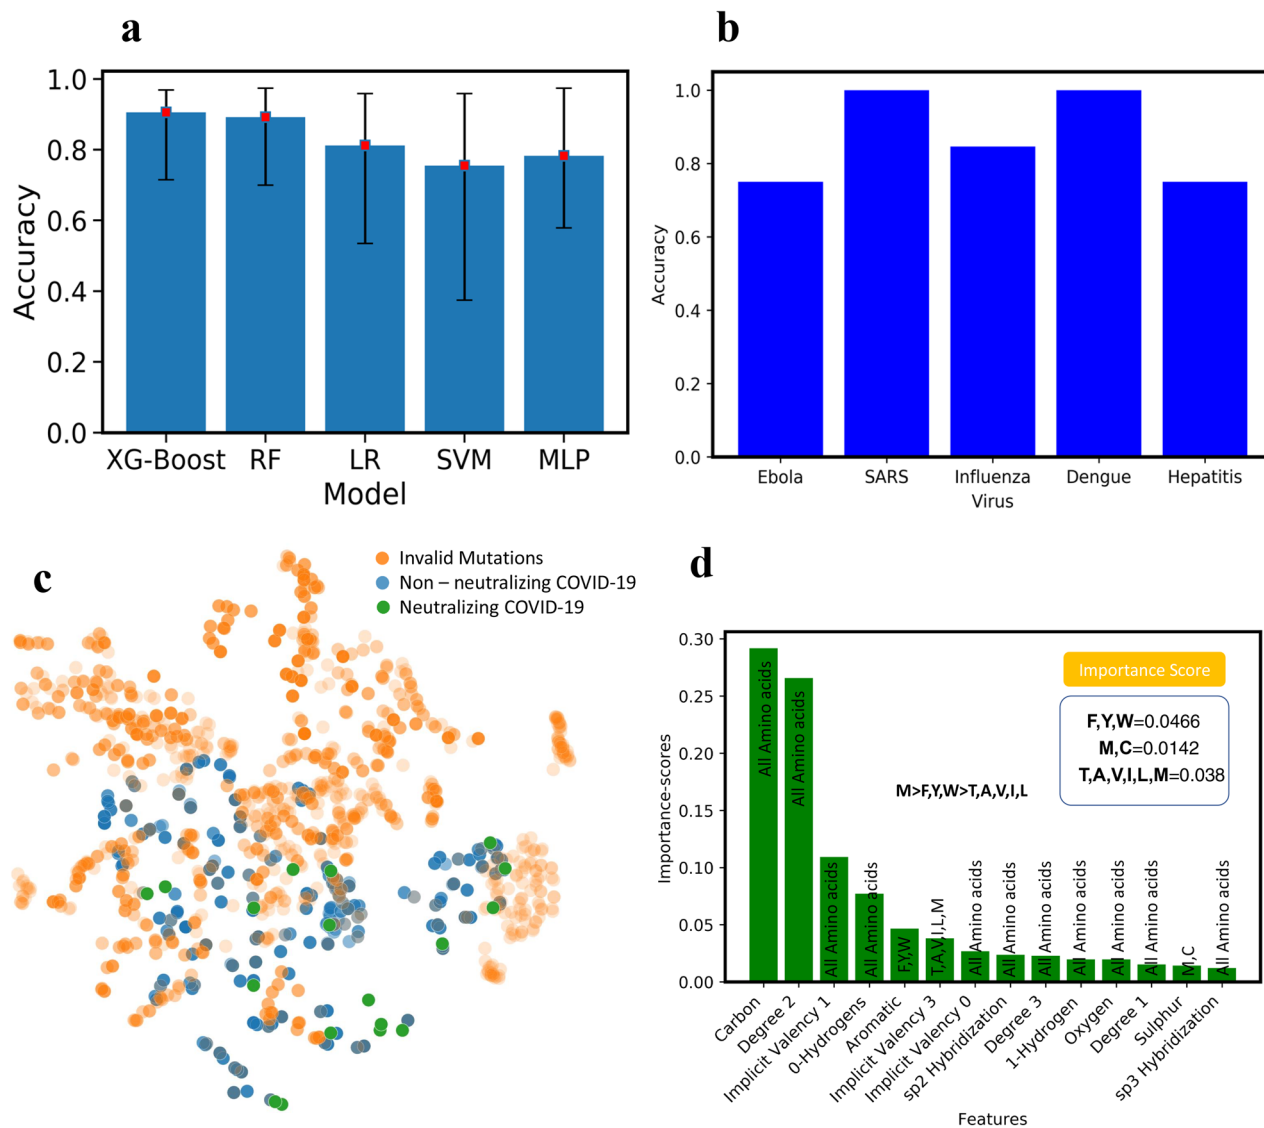 a
1.0
0.8
0.6
0.4
0.2
0.0
Accuracy
XG-Boost RF LR SVM MLP
Model
b
1.0
0.8
0.6
0.4
0.2
0.0
Accuracy
Ebola SARS Influenza Dengue Hepatitis
Virus
c
Invalid Mutations
Non – neutralizing COVID-19
Neutralizing COVID-19
d
0.30
0.25
0.20
0.15
0.10
0.05
0.00
Importance-scores
Importance Score
F,Y,W=0.0466
M,C=0.0142
T,A,V,I,L,M=0.038
M>F,Y,W>T,A,V,I,L
All Amino acids
All Amino acids
All Amino acids
All Amino acids
F,Y,W
T,A,V,I,L,M
All Amino acids
All Amino acids
All Amino acids
All Amino acids
All Amino acids
All Amino acids
M,C
All Amino acids
Carbon
Degree 2
Implicit Valency 1
0-Hydrogens
Aromatic
Implicit Valency 3
Implicit Valency 0
sp2 Hybridization
Degree 3
1-Hydrogen
Oxygen
Degree 1
Sulphur
sp3 Hybridization
Features